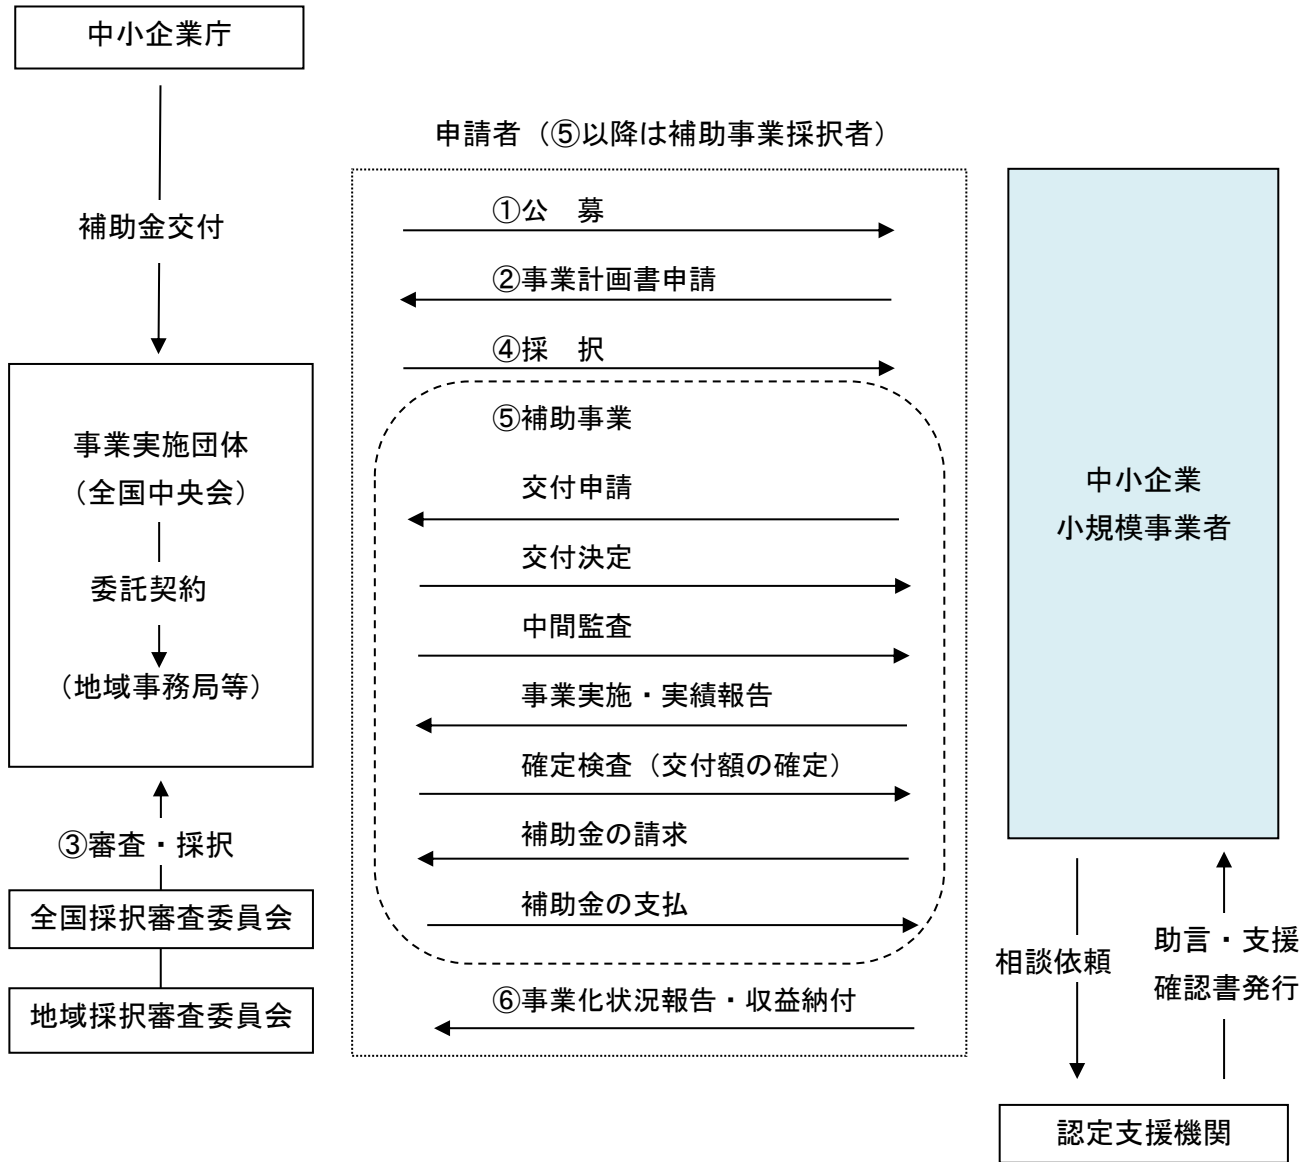 中小企業庁
補助金交付
事業実施団体
(全国中央会)
委託契約
(地域事務局等)
③審査・採択
全国採択審査委員会
地域採択審査委員会
申請者(⑤以降は補助事業採択者)
①公　募
②事業計画書申請
④採　択
⑤補助事業
交付申請
交付決定
中間監査
事業実施・実績報告
確定検査(交付額の確定)
補助金の請求
補助金の支払
⑥事業化状況報告・収益納付
中小企業
小規模事業者
相談依頼
助言・支援
確認書発行
認定支援機関